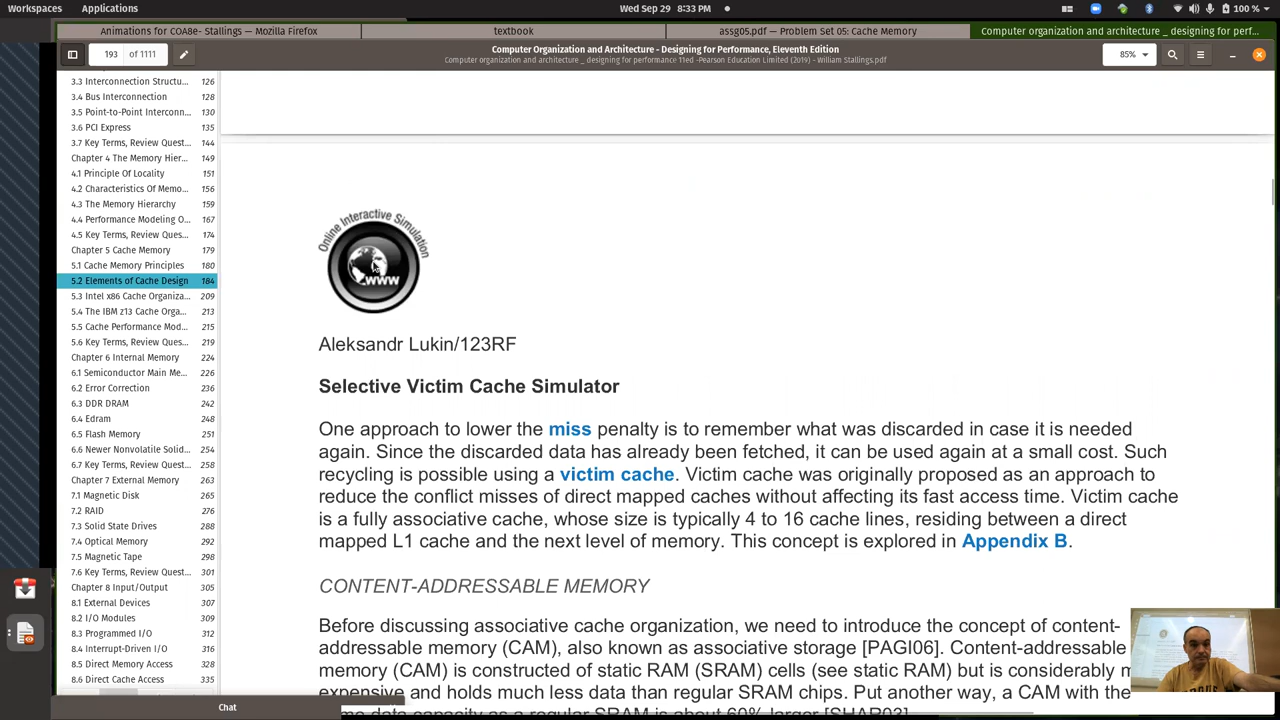 Workspaces Applications Wed Sep 29 8:33 PM 100 %
Animations for COA8e- Stallings — Mozilla Firefox textbook assg05.pdf — Problem Set 05: Cache Memory Computer organization and architecture _ designing for perf...
193 of 1111 Computer Organization and Architecture - Designing for Performance, Eleventh Edition 85%
Computer organization and architecture _ designing for performance 11ed -Pearson Education Limited (2019) - William Stallings.pdf
3.3 Interconnection Structu... 126
3.4 Bus Interconnection 128
3.5 Point-to-Point Interconn... 130
3.6 PCI Express 135
3.7 Key Terms, Review Quest... 144
Chapter 4 The Memory Hier... 149
4.1 Principle Of Locality 151
4.2 Characteristics Of Memo... 156
4.3 The Memory Hierarchy 159
4.4 Performance Modeling O... 167
4.5 Key Terms, Review Ques... 174
Chapter 5 Cache Memory 179
5.1 Cache Memory Principles 180
5.2 Elements of Cache Design 184
5.3 Intel x86 Cache Organiza... 209
5.4 The IBM z13 Cache Orga... 213
5.5 Cache Performance Mod... 215
5.6 Key Terms, Review Ques... 219
Chapter 6 Internal Memory 224
6.1 Semiconductor Main Me... 226
6.2 Error Correction 236
6.3 DDR DRAM 242
6.4 Edram 248
6.5 Flash Memory 251
6.6 Newer Nonvolatile Solid... 254
6.7 Key Terms, Review Quest... 258
Chapter 7 External Memory 263
7.1 Magnetic Disk 265
7.2 RAID 276
7.3 Solid State Drives 288
7.4 Optical Memory 292
7.5 Magnetic Tape 298
7.6 Key Terms, Review Quest... 301
Chapter 8 Input/Output 305
8.1 External Devices 307
8.2 I/O Modules 309
8.3 Programmed I/O 312
8.4 Interrupt-Driven I/O 316
8.5 Direct Memory Access 328
8.6 Direct Cache Access 335
Chat
Online Interactive Simulation
WWW
Aleksandr Lukin/123RF
Selective Victim Cache Simulator
One approach to lower the miss penalty is to remember what was discarded in case it is needed
again. Since the discarded data has already been fetched, it can be used again at a small cost. Such
recycling is possible using a victim cache. Victim cache was originally proposed as an approach to
reduce the conflict misses of direct mapped caches without affecting its fast access time. Victim cache
is a fully associative cache, whose size is typically 4 to 16 cache lines, residing between a direct
mapped L1 cache and the next level of memory. This concept is explored in Appendix B.
CONTENT-ADDRESSABLE MEMORY
Before discussing associative cache organization, we need to introduce the concept of content-
addressable memory (CAM), also known as associative storage [PAGI06]. Content-addressable
memory (CAM) is constructed of static RAM (SRAM) cells (see static RAM) but is considerably
expensive and holds much less data than regular SRAM chips. Put another way, a CAM with the
data capacity as a regular SRAM is about 60% larger [SHAR03].